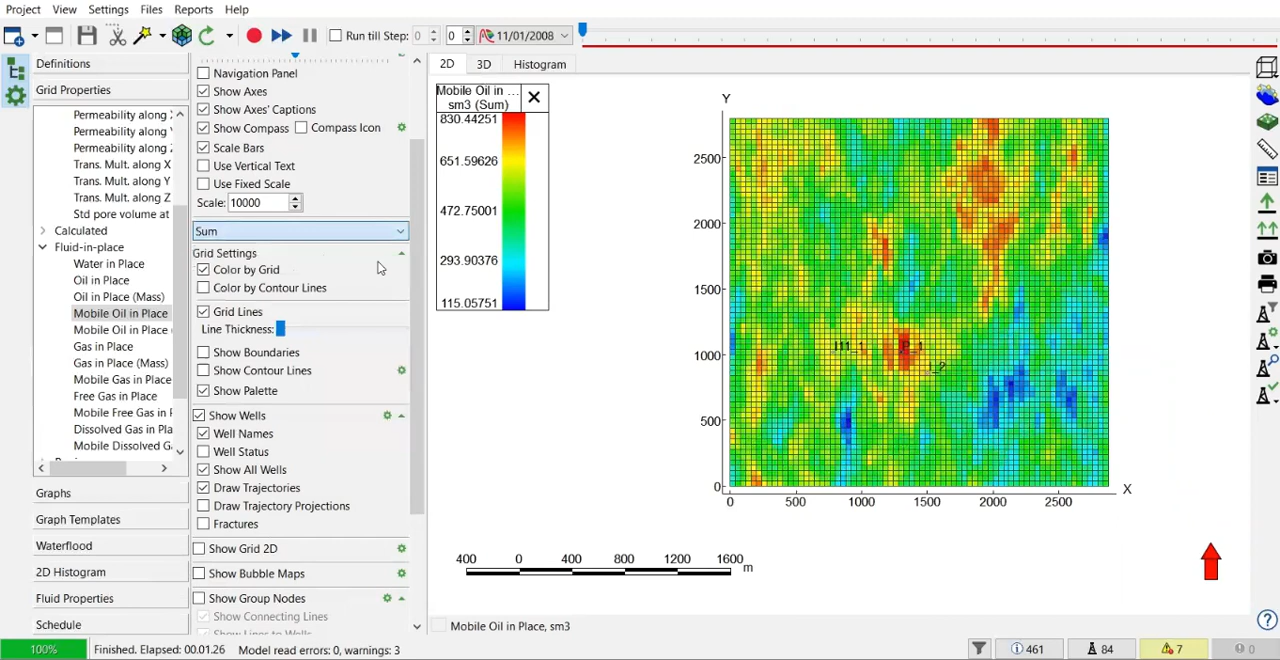 Project View Settings Files Reports Help
Run till Step: 0 0 11/01/2008
Definitions
Grid Properties
Permeability along X
Permeability along Y
Permeability along Z
Trans. Mult. along X
Trans. Mult. along Y
Trans. Mult. along Z
Std pore volume at
Calculated
Fluid-in-place
Water in Place
Oil in Place
Oil in Place (Mass)
Mobile Oil in Place
Mobile Oil in Place (
Gas in Place
Gas in Place (Mass)
Mobile Gas in Place
Free Gas in Place
Mobile Free Gas in P
Dissolved Gas in Pla
Mobile Dissolved G
Graphs
Graph Templates
Waterflood
2D Histogram
Fluid Properties
Schedule
Navigation Panel
Show Axes
Show Axes' Captions
Show Compass Compass Icon
Scale Bars
Use Vertical Text
Use Fixed Scale
Scale: 10000
Sum
Grid Settings
Color by Grid
Color by Contour Lines
Grid Lines
Line Thickness:
Show Boundaries
Show Contour Lines
Show Palette
Show Wells
Well Names
Well Status
Show All Wells
Draw Trajectories
Draw Trajectory Projections
Fractures
Show Grid 2D
Show Bubble Maps
Show Group Nodes
Show Connecting Lines
Show Lines to Wells
2D 3D Histogram
Mobile Oil in ...
sm3 (Sum)
830.44251
651.59626
472.75001
293.90376
115.05751
Y
2500
2000
1500
1000
500
0
0 500 1000 1500 2000 2500
X
P_1
_2
400 0 400 800 1200 1600
m
Mobile Oil in Place, sm3
100% Finished. Elapsed: 00.01.26 Model read errors: 0, warnings: 3
461 84 7 0